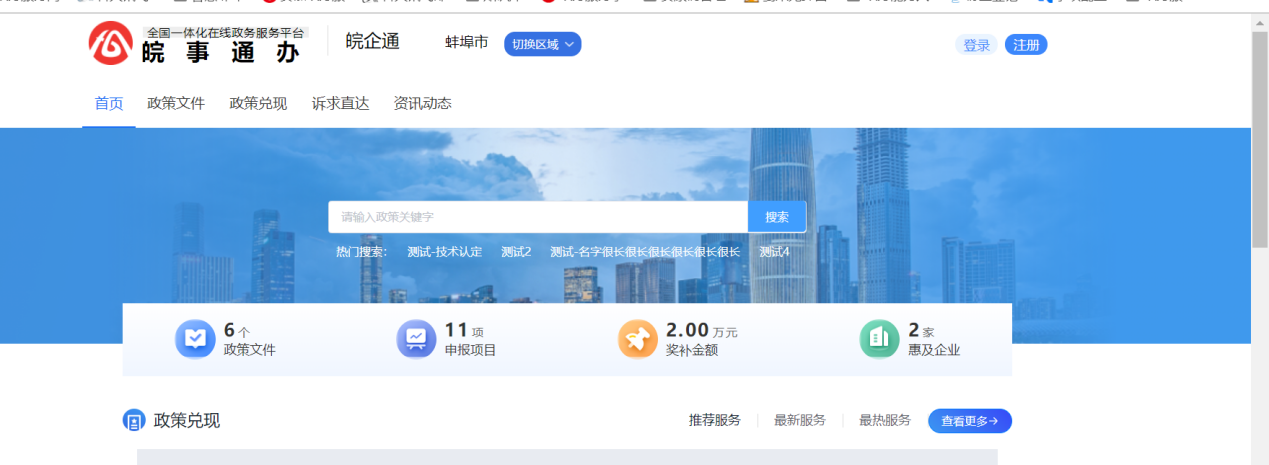 全国一体化在线政务服务平台
皖事通办
皖企通
蚌埠市
切换区域
登录
注册
首页 政策文件 政策兑现 诉求直达 资讯动态
请输入政策关键字
搜索
热门搜索: 测试-技术认定 测试2 测试-名字很长很长很长很长很长很长 测试4
6个
政策文件
11项
申报项目
2.00万元
奖补金额
2家
惠及企业
政策兑现
推荐服务 最新服务 最热服务 查看更多→